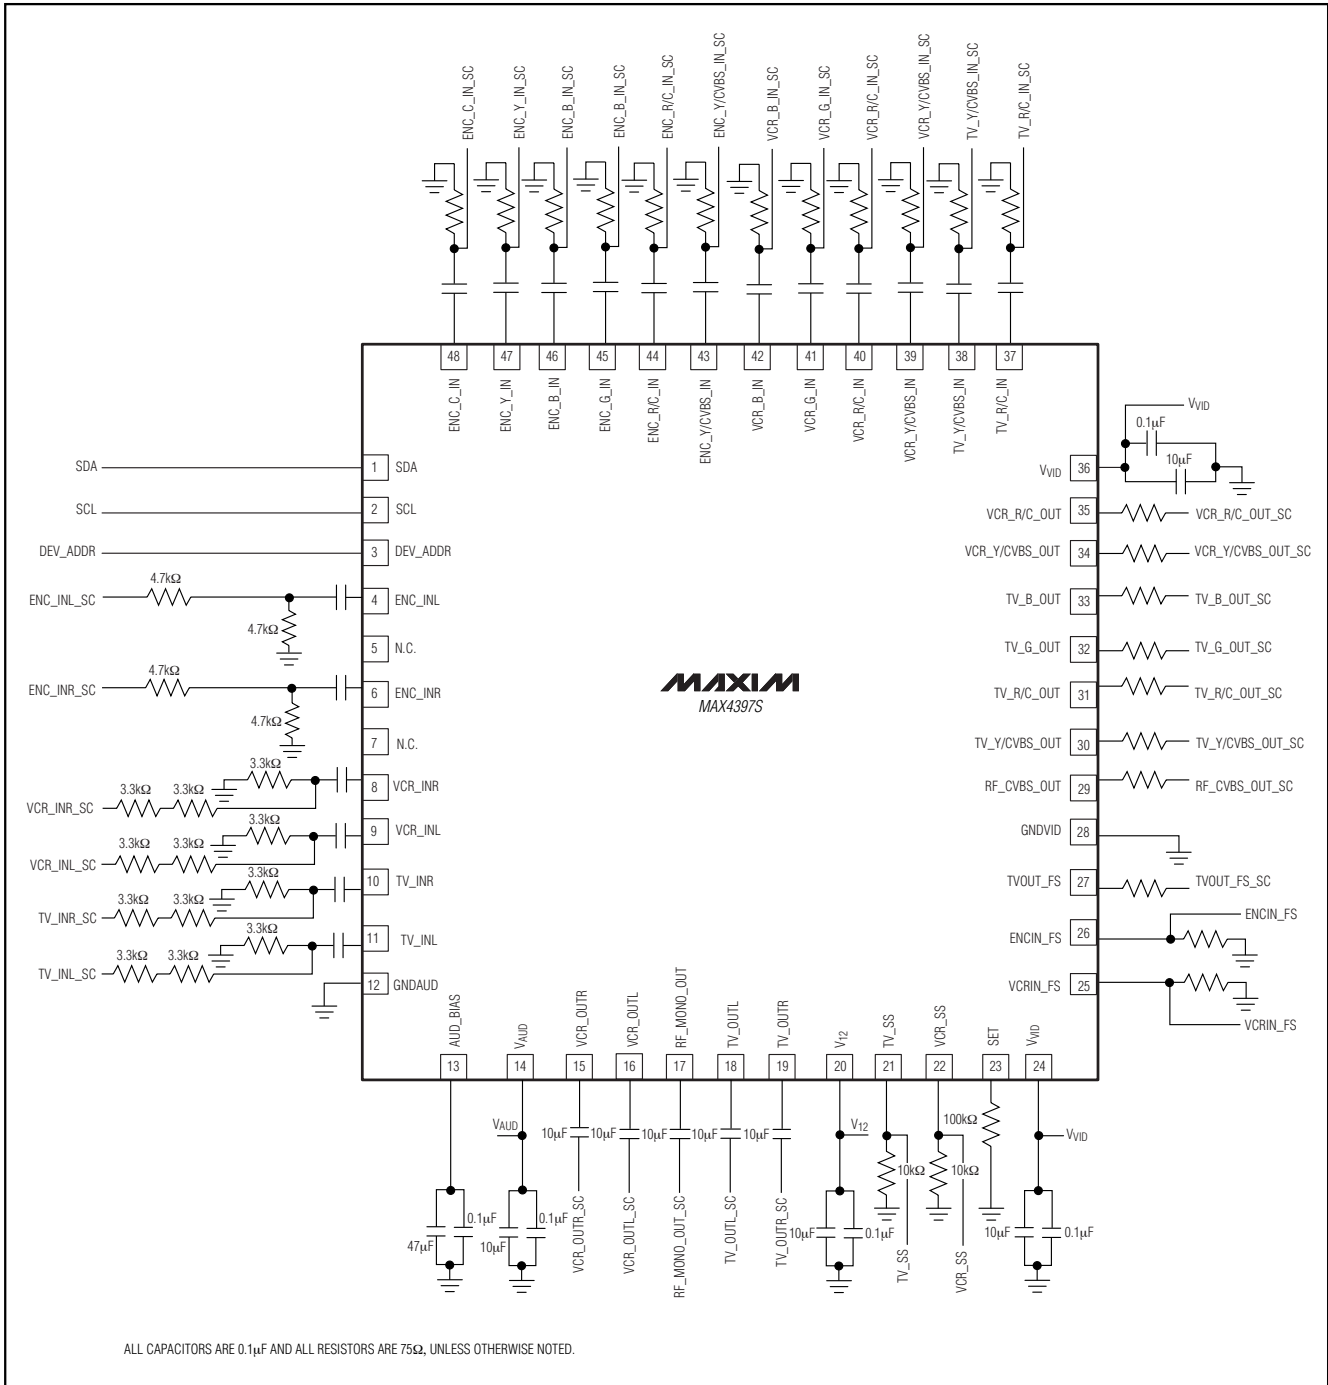 ENC_C_IN_SC
ENC_Y_IN_SC
ENC_B_IN_SC
ENC_B_IN_SC
ENC_R/C_IN_SC
ENC_Y/CVBS_IN_SC
VCR_B_IN_SC
VCR_G_IN_SC
VCR_R/C_IN_SC
VCR_Y/CVBS_IN_SC
TV_Y/CVBS_IN_SC
TV_R/C_IN_SC
48
47
46
45
44
43
42
41
40
39
38
37
ENC_C_IN
ENC_Y_IN
ENC_B_IN
ENC_G_IN
ENC_R/C_IN
ENC_Y/CVBS_IN
VCR_B_IN
VCR_G_IN
VCR_R/C_IN
VCR_Y/CVBS_IN
TV_Y/CVBS_IN
TV_R/C_IN
SDA
1
SDA
SCL
2
SCL
DEV_ADDR
3
DEV_ADDR
ENC_INL_SC
4.7kΩ
4.7kΩ
4
ENC_INL
5
N.C.
ENC_INR_SC
4.7kΩ
4.7kΩ
6
ENC_INR
7
N.C.
3.3kΩ
VCR_INR_SC
3.3kΩ
3.3kΩ
8
VCR_INR
3.3kΩ
VCR_INL_SC
3.3kΩ
3.3kΩ
9
VCR_INL
3.3kΩ
TV_INR_SC
3.3kΩ
3.3kΩ
10
TV_INR
3.3kΩ
TV_INL_SC
3.3kΩ
3.3kΩ
11
TV_INL
12
GNDAUD
MAXIM
MAX4397S
VVID
0.1µF
10µF
VVID
36
VCR_R/C_OUT
35
VCR_R/C_OUT_SC
VCR_Y/CVBS_OUT
34
VCR_Y/CVBS_OUT_SC
TV_B_OUT
33
TV_B_OUT_SC
TV_G_OUT
32
TV_G_OUT_SC
TV_R/C_OUT
31
TV_R/C_OUT_SC
TV_Y/CVBS_OUT
30
TV_Y/CVBS_OUT_SC
RF_CVBS_OUT
29
RF_CVBS_OUT_SC
GNDVID
28
TVOUT_FS
27
TVOUT_FS_SC
ENCIN_FS
26
ENCIN_FS
VCRIN_FS
25
VCRIN_FS
AUD_BIAS
VAUD
VCR_OUTR
VCR_OUTL
RF_MONO_OUT
TV_OUTL
TV_OUTR
V12
TV_SS
VCR_SS
SET
VVID
13
14
15
16
17
18
19
20
21
22
23
24
VAUD
10µF
10µF
10µF
10µF
10µF
V12
100kΩ
VVID
10kΩ
10kΩ
47µF
0.1µF
10µF
0.1µF
10µF
0.1µF
10µF
0.1µF
VCR_OUTR_SC
VCR_OUTL_SC
RF_MONO_OUT_SC
TV_OUTL_SC
TV_OUTR_SC
TV_SS
VCR_SS
ALL CAPACITORS ARE 0.1µF AND ALL RESISTORS ARE 75Ω, UNLESS OTHERWISE NOTED.